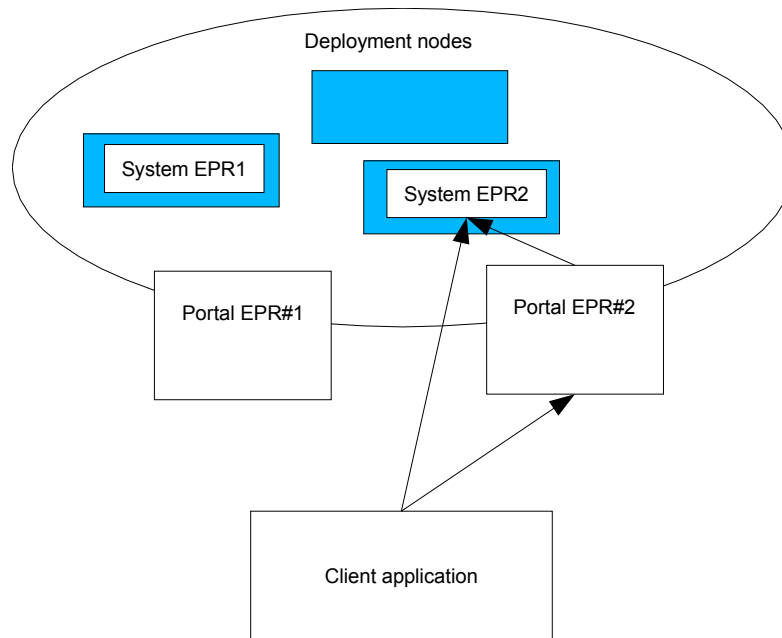 Deployment nodes
System EPR1
System EPR2
Portal EPR#1
Portal EPR#2
Client application